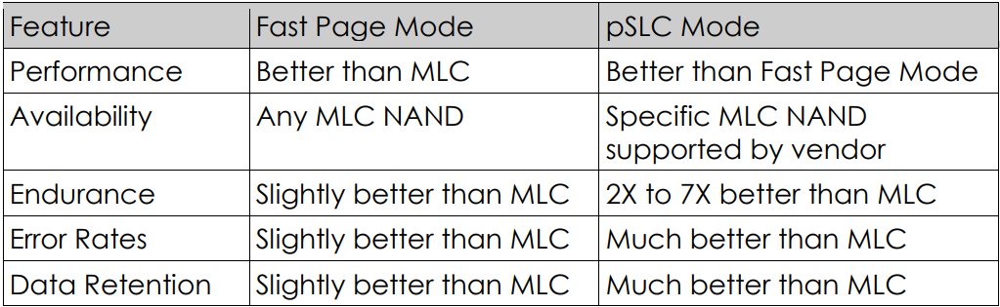 Feature Fast Page Mode pSLC Mode
Performance Better than MLC Better than Fast Page Mode
Availability Any MLC NAND Specific MLC NAND
supported by vendor
Endurance Slightly better than MLC 2X to 7X better than MLC
Error Rates Slightly better than MLC Much better than MLC
Data Retention Slightly better than MLC Much better than MLC